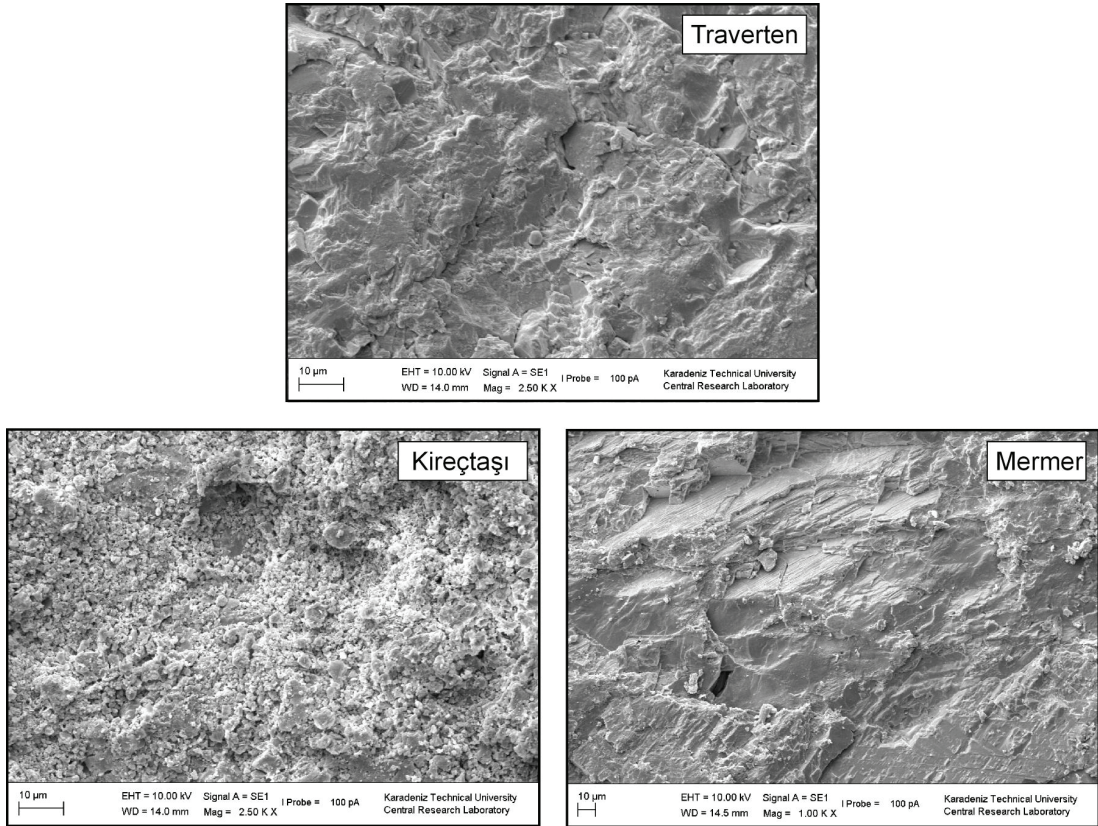 Traverten
10 µm
EHT = 10.00 kV Signal A = SE1 I Probe = 100 pA Karadeniz Technical University
WD = 14.0 mm Mag = 2.50 K X Central Research Laboratory
Kireçtaşı
10 µm
EHT = 10.00 kV Signal A = SE1 I Probe = 100 pA Karadeniz Technical University
WD = 14.0 mm Mag = 2.50 K X Central Research Laboratory
Mermer
10 µm
EHT = 10.00 kV Signal A = SE1 I Probe = 100 pA Karadeniz Technical University
WD = 14.5 mm Mag = 1.00 K X Central Research Laboratory